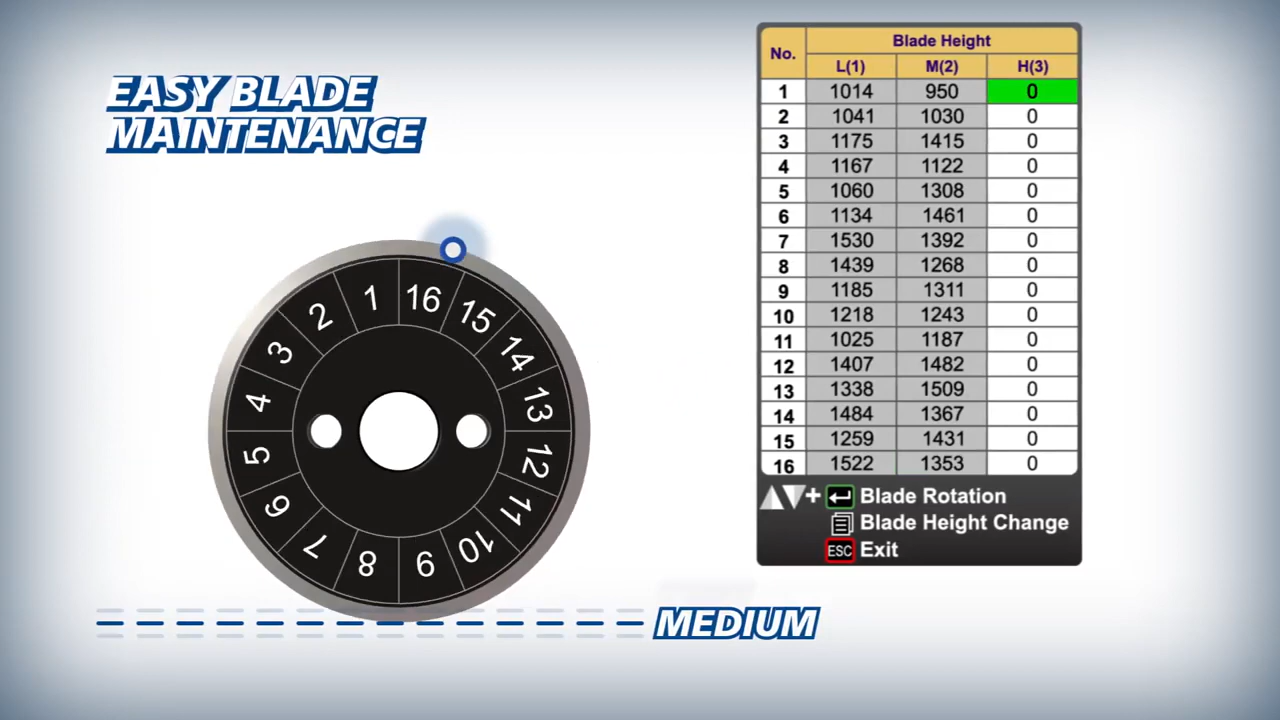 EASY BLADE
MAINTENANCE
1 16 15 14 13 12 11 10 9 8 7 6 5 4 3 2
MEDIUM
No. Blade Height
L(1) M(2) H(3)
1 1014 950 0
2 1041 1030 0
3 1175 1415 0
4 1167 1122 0
5 1060 1308 0
6 1134 1461 0
7 1530 1392 0
8 1439 1268 0
9 1185 1311 0
10 1218 1243 0
11 1025 1187 0
12 1407 1482 0
13 1338 1509 0
14 1484 1367 0
15 1259 1431 0
16 1522 1353 0
+ Blade Rotation
Blade Height Change
ESC Exit